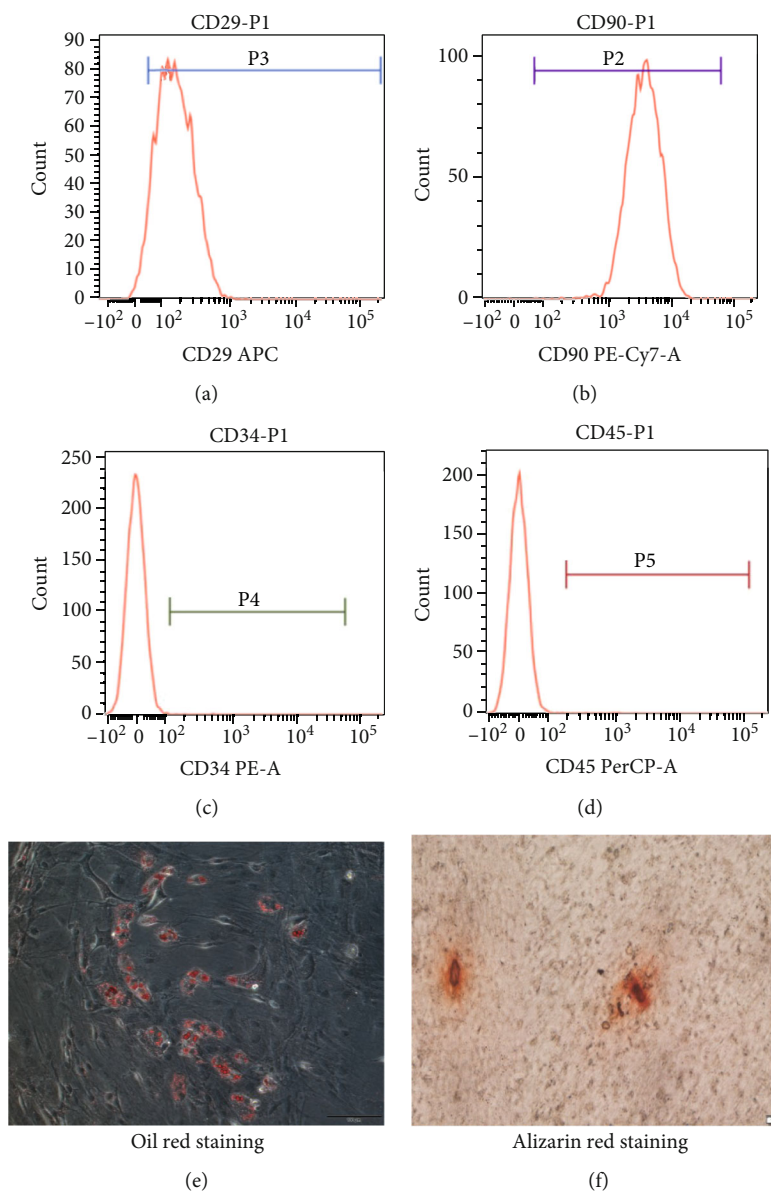 CD29-P1
90
80
70
60
50
40
30
20
10
0
Count
P3
−10² 0 10² 10³ 10⁴ 10⁵
CD29 APC
(a)
CD90-P1
100
50
0
Count
P2
−10² 0 10² 10³ 10⁴ 10⁵
CD90 PE-Cy7-A
(b)
CD34-P1
250
200
150
100
50
0
Count
P4
−10² 0 10² 10³ 10⁴ 10⁵
CD34 PE-A
(c)
CD45-P1
200
150
100
50
0
Count
P5
−10² 0 10² 10³ 10⁴ 10⁵
CD45 PerCP-A
(d)
Oil red staining
(e)
Alizarin red staining
(f)